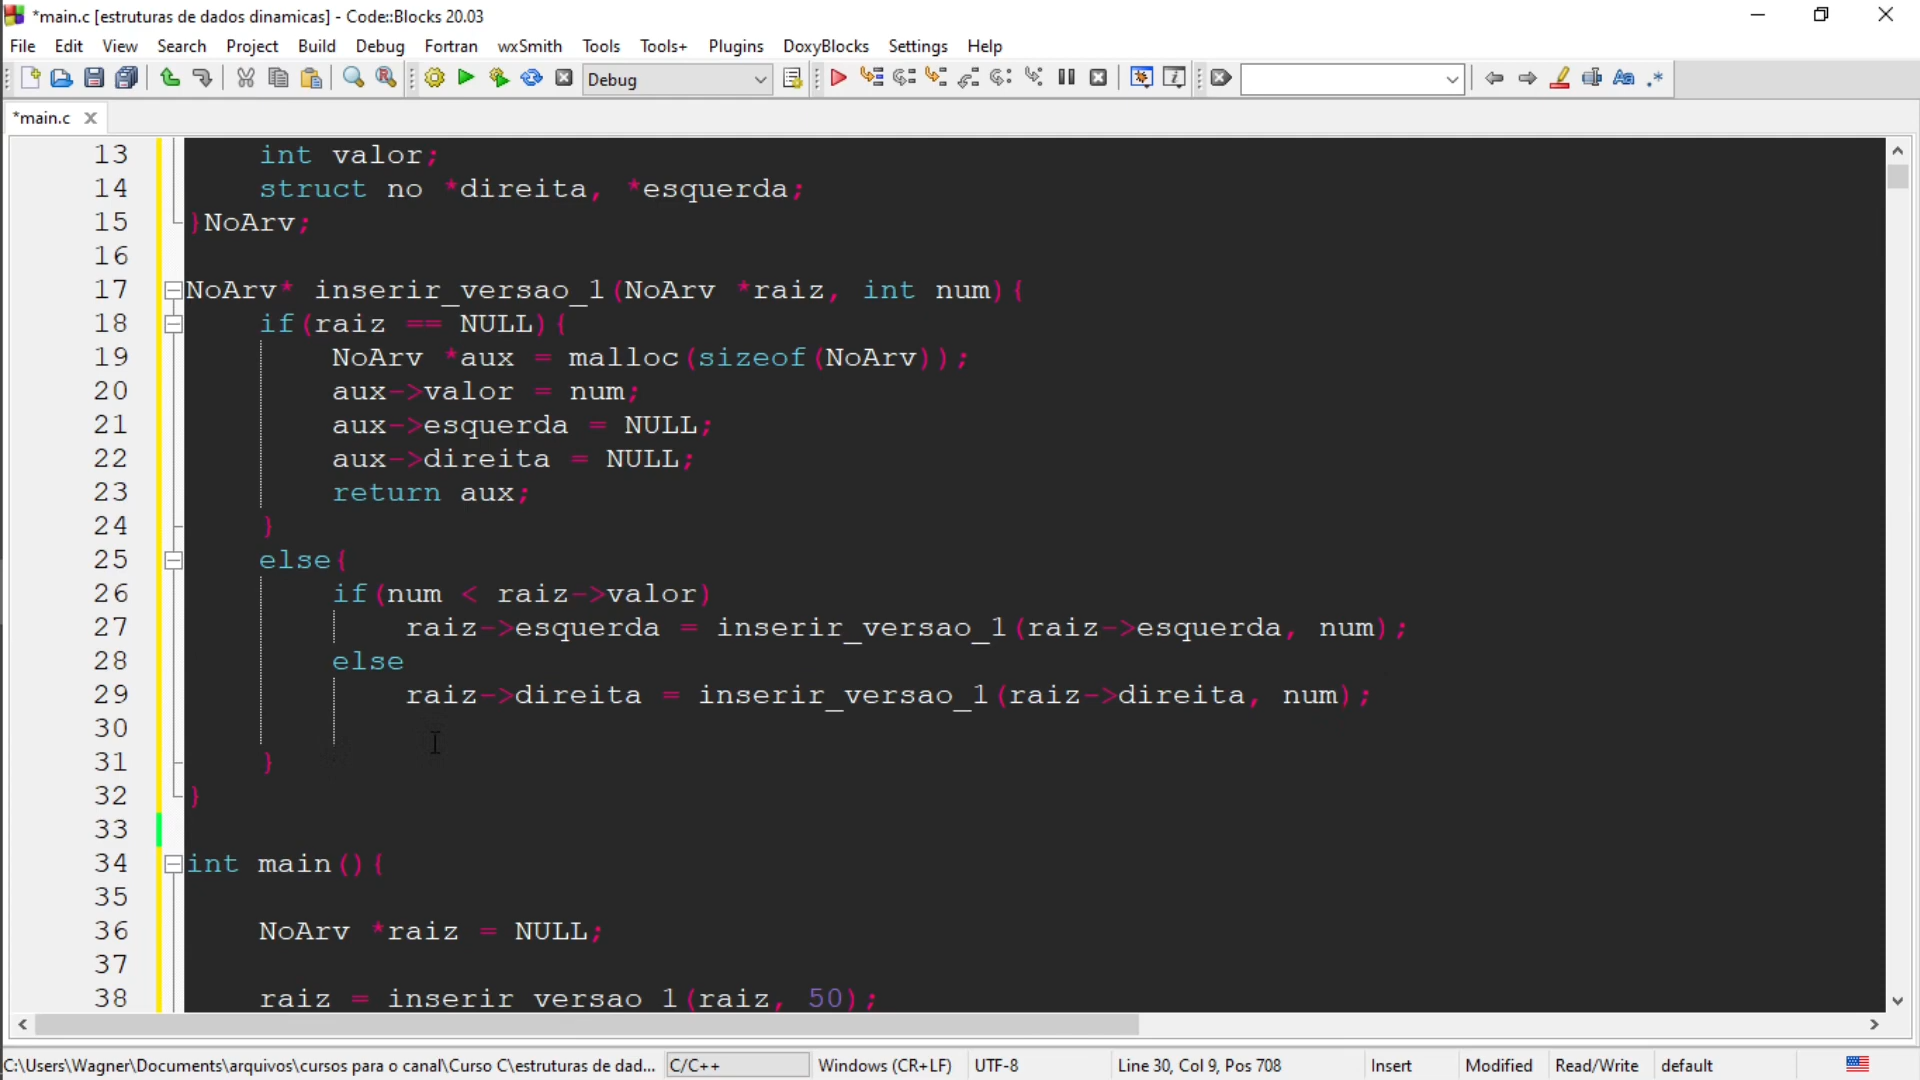 *main.c [estruturas de dados dinamicas] - Code::Blocks 20.03
File Edit View Search Project Build Debug Fortran wxSmith Tools Tools+ Plugins DoxyBlocks Settings Help
Debug
*main.c
13 int valor;
14 struct no *direita, *esquerda;
15 }NoArv;
16
17 NoArv* inserir_versao_1(NoArv *raiz, int num){
18 if(raiz == NULL){
19 NoArv *aux = malloc(sizeof(NoArv));
20 aux->valor = num;
21 aux->esquerda = NULL;
22 aux->direita = NULL;
23 return aux;
24 }
25 else{
26 if(num < raiz->valor)
27 raiz->esquerda = inserir_versao_1(raiz->esquerda, num);
28 else
29 raiz->direita = inserir_versao_1(raiz->direita, num);
30
31 }
32 }
33
34 int main(){
35
36 NoArv *raiz = NULL;
37
38 raiz = inserir_versao_1(raiz, 50);
C:\Users\Wagner\Documents\arquivos\cursos para o canal\Curso C\estruturas de dad... C/C++ Windows (CR+LF) UTF-8 Line 30, Col 9, Pos 708 Insert Modified Read/Write default